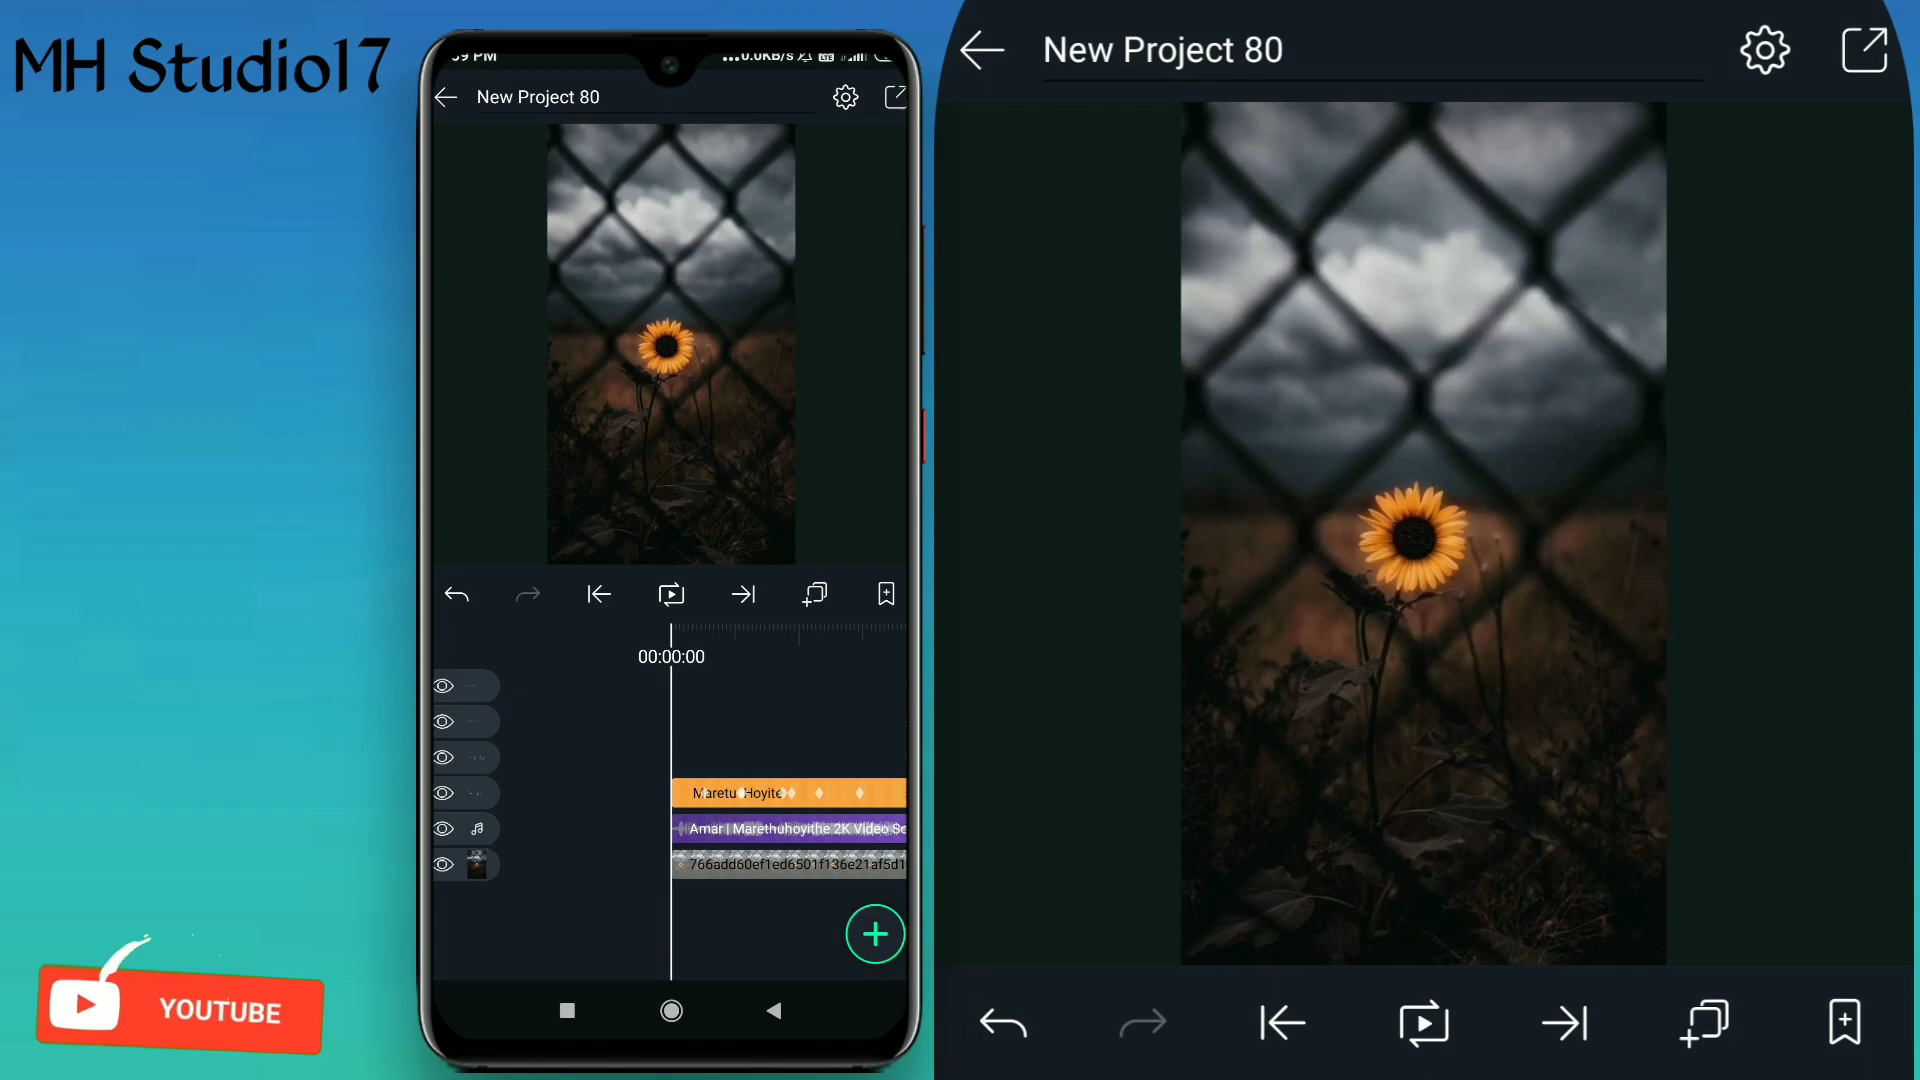 MH Studio17
New Project 80
00:00:00
Maretu Hoyite
Amar | Marethuhoyithe 2K Video So
766add60ef1ed6501f136e21af5d1
YOUTUBE
New Project 80